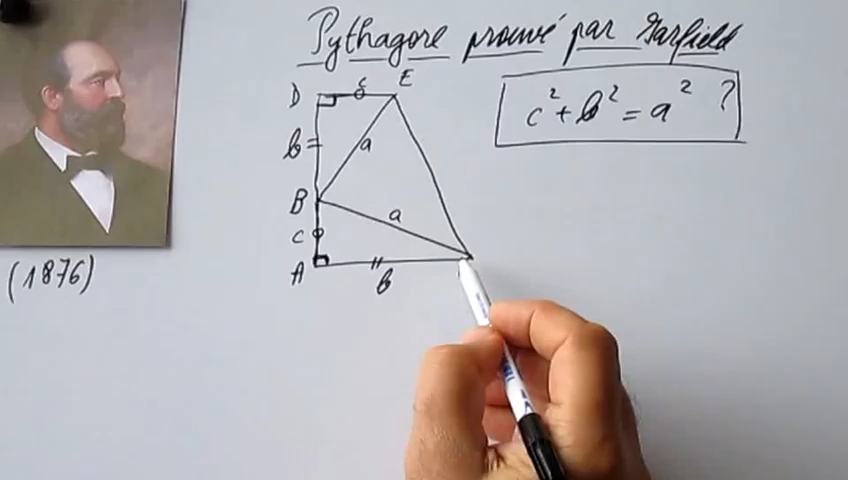 Pythagore prouvé par Garfield
c² + b² = a² ?
D c E
b a
B
c a
A b
(1876)